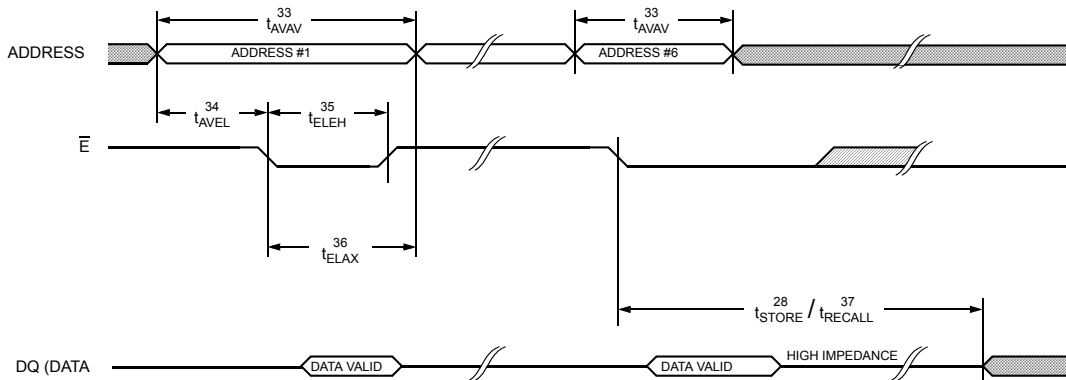 33
tAVAV
33
tAVAV
ADDRESS
ADDRESS #1
ADDRESS #6
34
tAVEL
35
tELEH
E
36
tELAX
28 37
tSTORE / tRECALL
DQ (DATA
DATA VALID
DATA VALID
HIGH IMPEDANCE